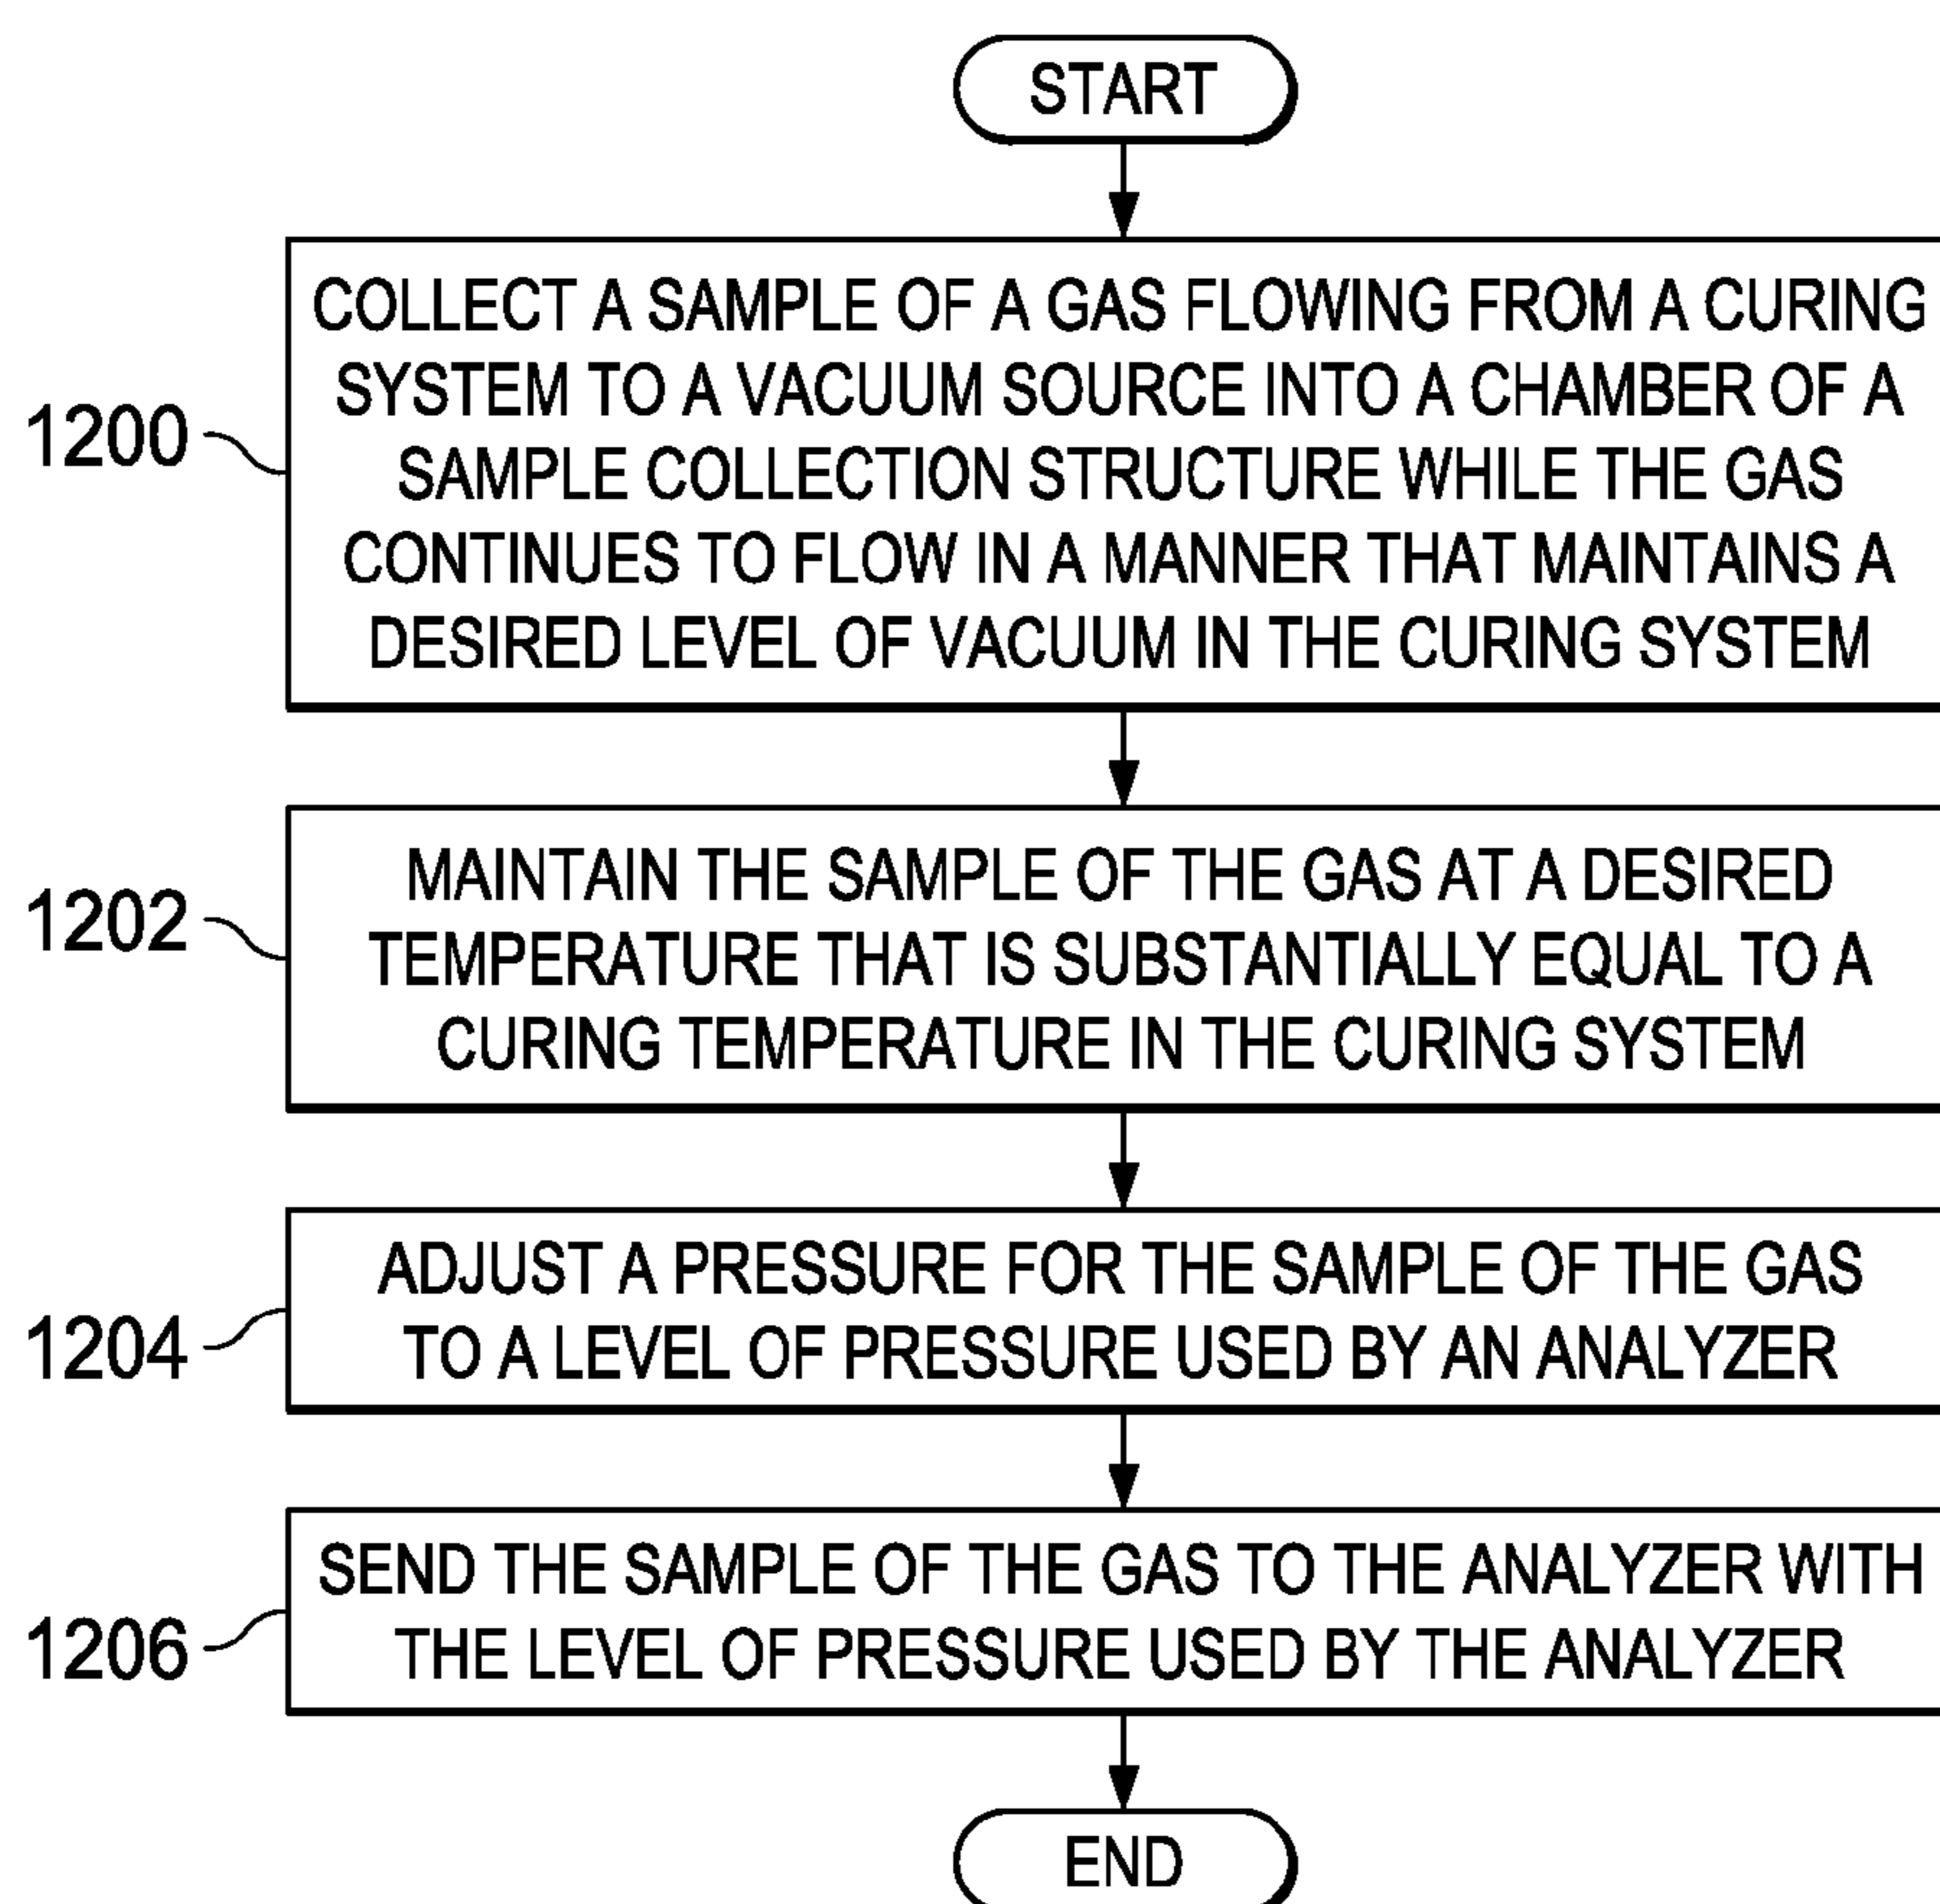 START
COLLECT A SAMPLE OF A GAS FLOWING FROM A CURING
SYSTEM TO A VACUUM SOURCE INTO A CHAMBER OF A
1200
SAMPLE COLLECTION STRUCTURE WHILE THE GAS
CONTINUES TO FLOW IN A MANNER THAT MAINTAINS A
DESIRED LEVEL OF VACUUM IN THE CURING SYSTEM
MAINTAIN THE SAMPLE OF THE GAS AT A DESIRED
1202
TEMPERATURE THAT IS SUBSTANTIALLY EQUAL TO A
CURING TEMPERATURE IN THE CURING SYSTEM
ADJUST A PRESSURE FOR THE SAMPLE OF THE GAS
1204
TO A LEVEL OF PRESSURE USED BY AN ANALYZER
SEND THE SAMPLE OF THE GAS TO THE ANALYZER WITH
1206
THE LEVEL OF PRESSURE USED BY THE ANALYZER
END